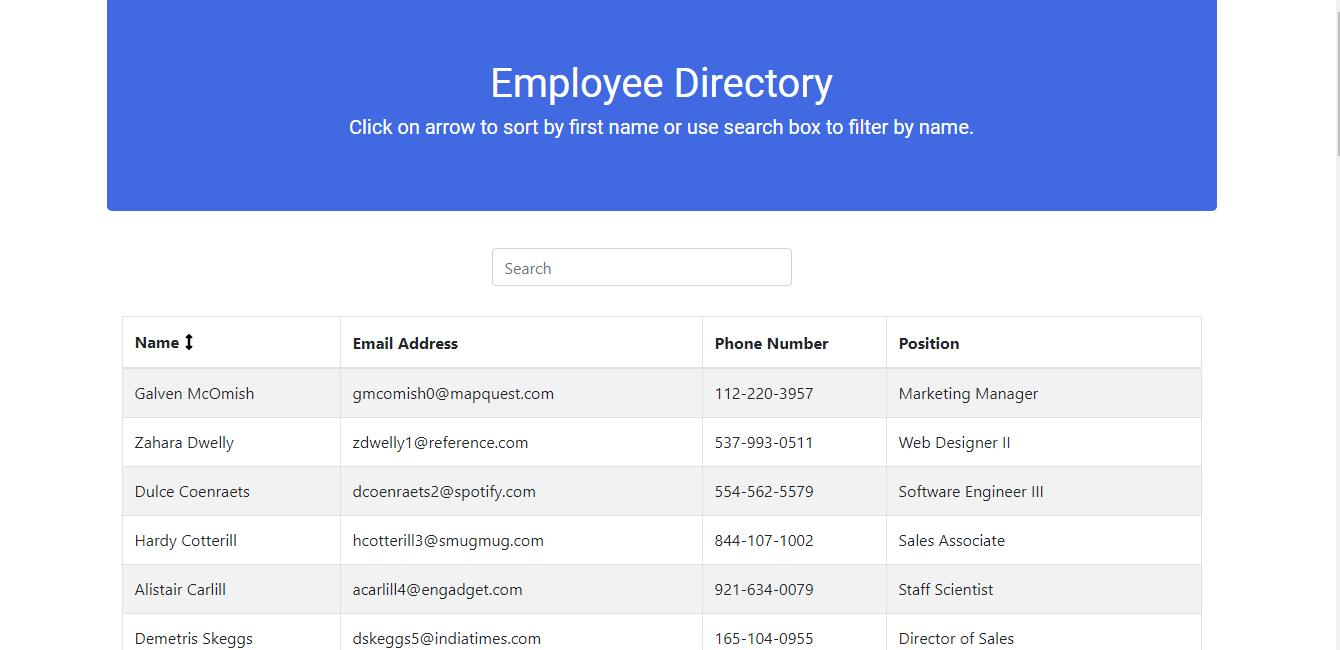 Employee Directory
Click on arrow to sort by first name or use search box to filter by name.
Search
Name Email Address Phone Number Position
Galven McOmish gmcomish0@mapquest.com 112-220-3957 Marketing Manager
Zahara Dwelly zdwelly1@reference.com 537-993-0511 Web Designer II
Dulce Coenraets dcoenraets2@spotify.com 554-562-5579 Software Engineer III
Hardy Cotterill hcotterill3@smugmug.com 844-107-1002 Sales Associate
Alistair Carlill acarlill4@engadget.com 921-634-0079 Staff Scientist
Demetris Skeggs dskeggs5@indiatimes.com 165-104-0955 Director of Sales